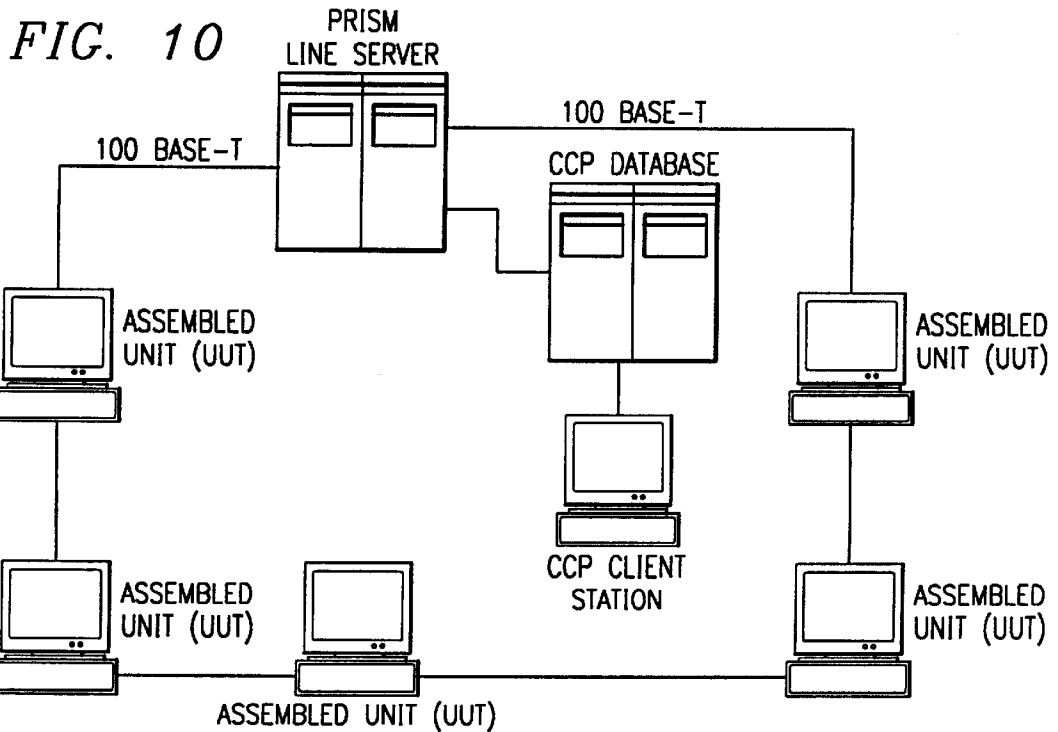 FIG. 10
PRISM
LINE SERVER
100 BASE-T
100 BASE-T
CCP DATABASE
ASSEMBLED
UNIT (UUT)
ASSEMBLED
UNIT (UUT)
CCP CLIENT
STATION
ASSEMBLED
UNIT (UUT)
ASSEMBLED
UNIT (UUT)
ASSEMBLED UNIT (UUT)